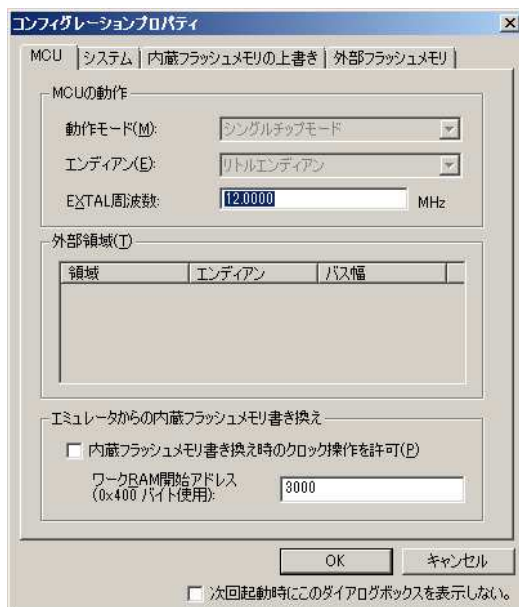 コンフィグレーションプロパティ
MCU システム 内蔵フラッシュメモリの上書き 外部フラッシュメモリ
MCUの動作
動作モード(M): シングルチップモード
エンディアン(E): リトルエンディアン
EXTAL周波数: 12.0000 MHz
外部領域(T)
領域 エンディアン バス幅
エミュレータからの内蔵フラッシュメモリ書き換え
内蔵フラッシュメモリ書き換え時のクロック操作を許可(P)
ワークRAM開始アドレス
(0x400 バイト使用): 3000
OK キャンセル
次回起動時にこのダイアログボックスを表示しない。